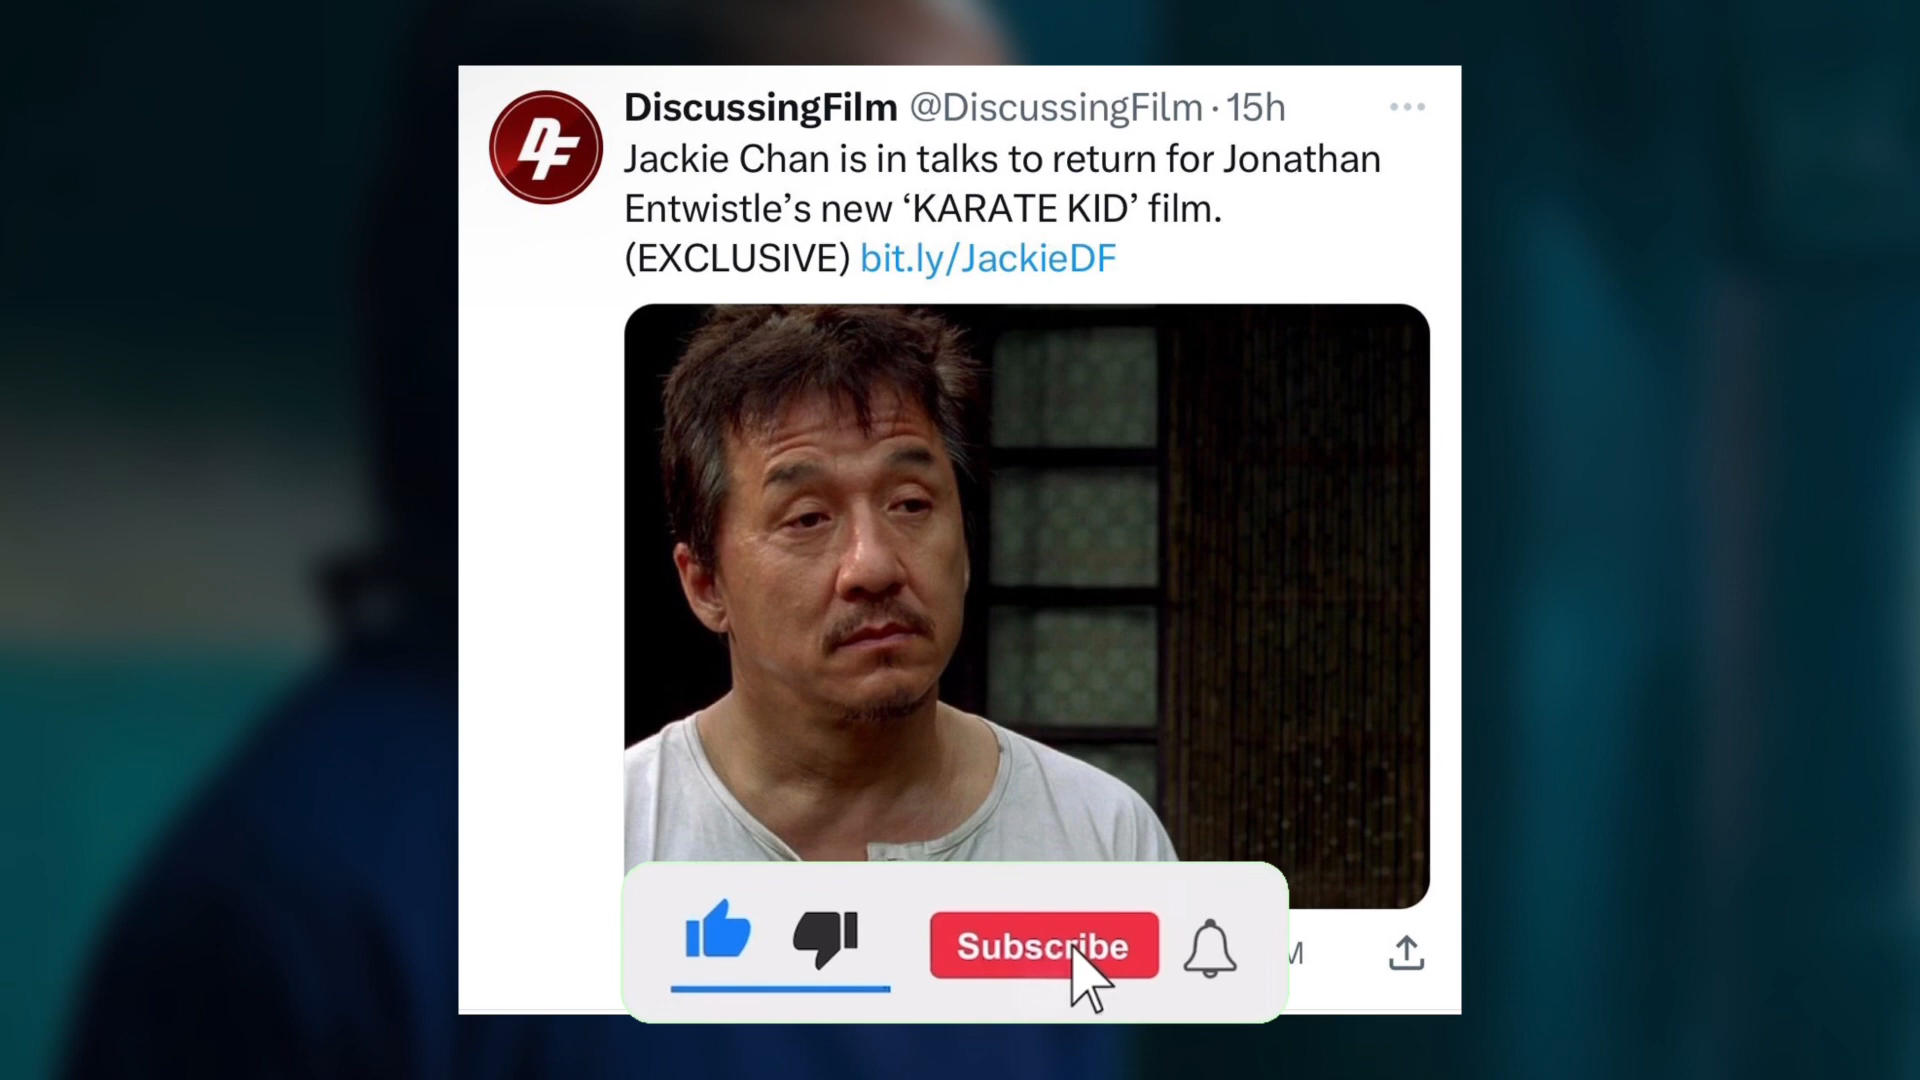 DF
DiscussingFilm @DiscussingFilm · 15h
Jackie Chan is in talks to return for Jonathan
Entwistle’s new ‘KARATE KID’ film.
(EXCLUSIVE) bit.ly/JackieDF
Subscribe
M